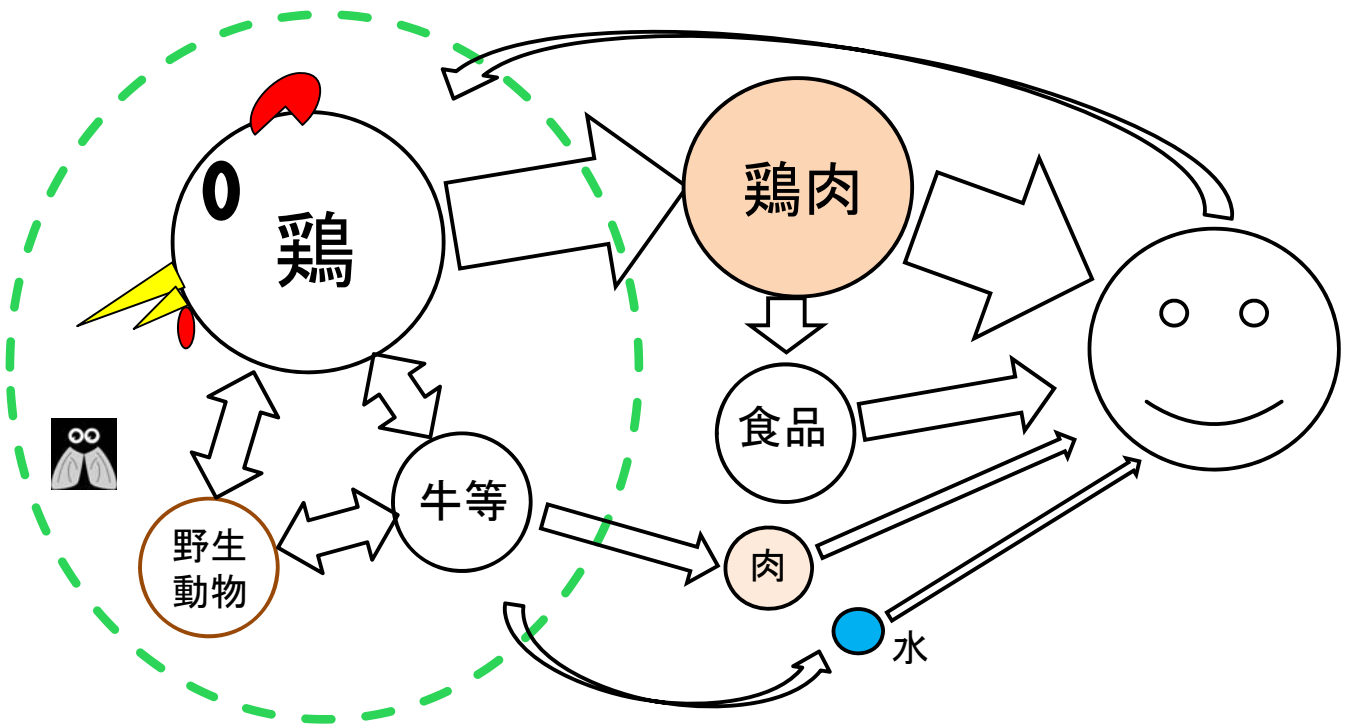 鶏
鶏肉
食品
牛等
野生
動物
肉
水